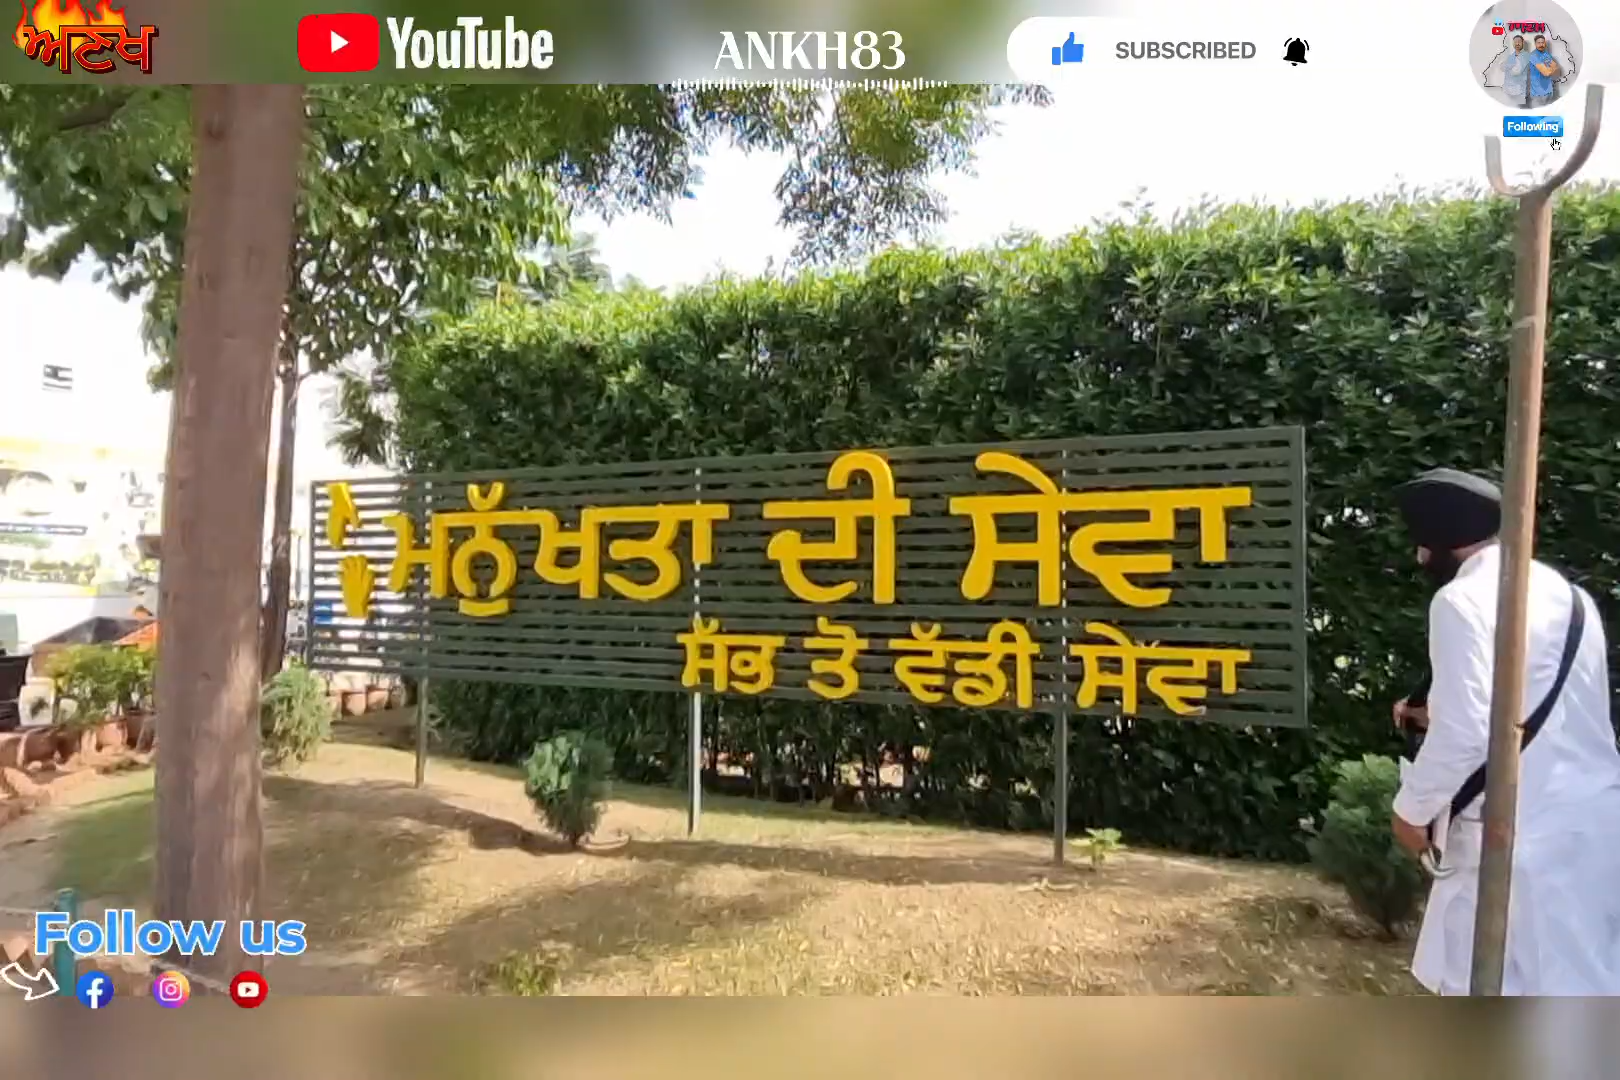 ਅਣਖ
YouTube
ANKH83
SUBSCRIBED
Following
ਮਨੁੱਖਤਾ ਦੀ ਸੇਵਾ
ਸੱਭ ਤੋ ਵੱਡੀ ਸੇਵਾ
Follow us